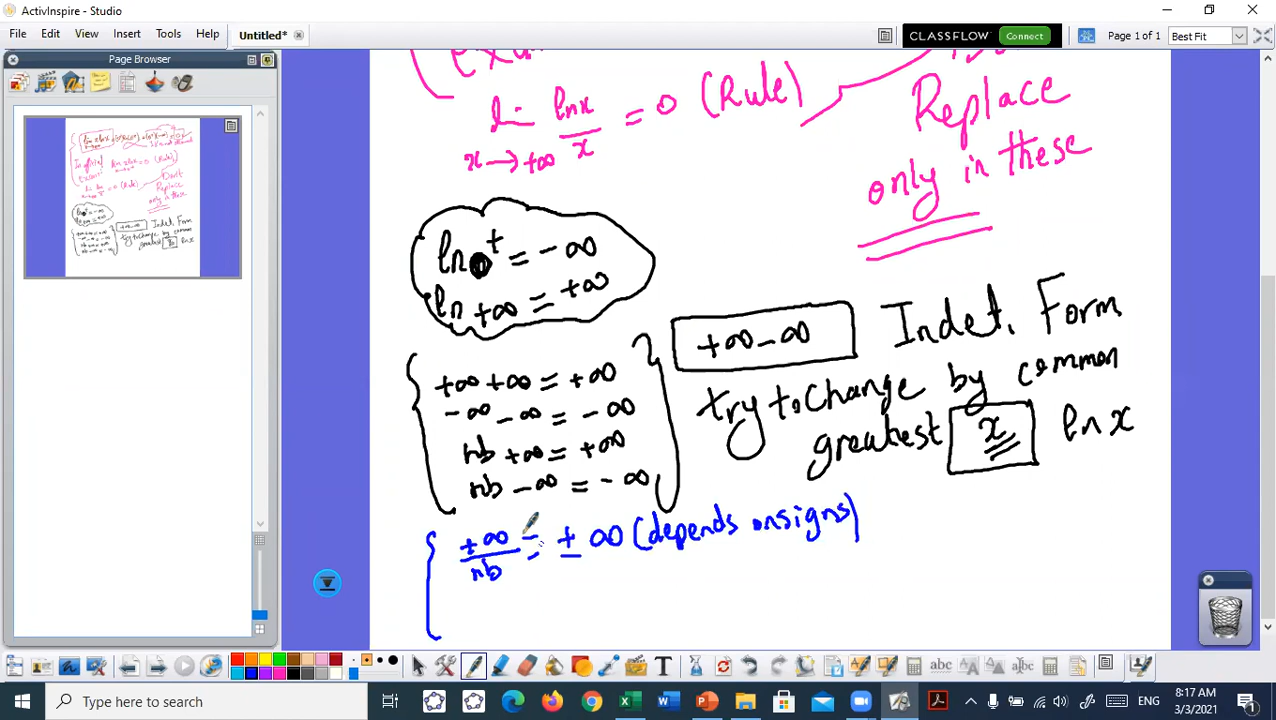 ActivInspire - Studio
File Edit View Insert Tools Help Untitled*
CLASSFLOW Connect Page 1 of 1 Best Fit
Page Browser
lim lnx/x = 0 (Rule)
x → +∞
Replace
only in these
ln 0⁺ = -∞
ln +∞ = +∞
+∞ +∞ = +∞
-∞ -∞ = -∞
nb +∞ = +∞
nb -∞ = -∞
+∞ - ∞ Indet. Form
try to change by common
greatest x ln x
±∞/nb = ± ∞ (depends on signs)
Type here to search
ENG
8:17 AM
3/3/2021